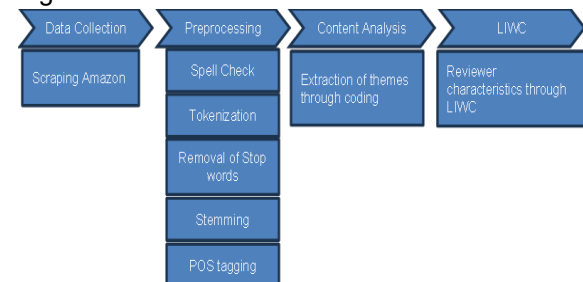 Data Collection
Preprocessing
Content Analysis
LIWC
Scraping Amazon
Spell Check
Tokenization
Removal of Stop
words
Stemming
POS tagging
Extraction of themes
through coding
Reviewer
characteristics through
LIWC